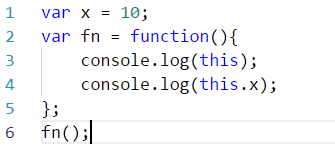 1 var x = 10;
2 var fn = function(){
3     console.log(this);
4     console.log(this.x);
5 };
6 fn();